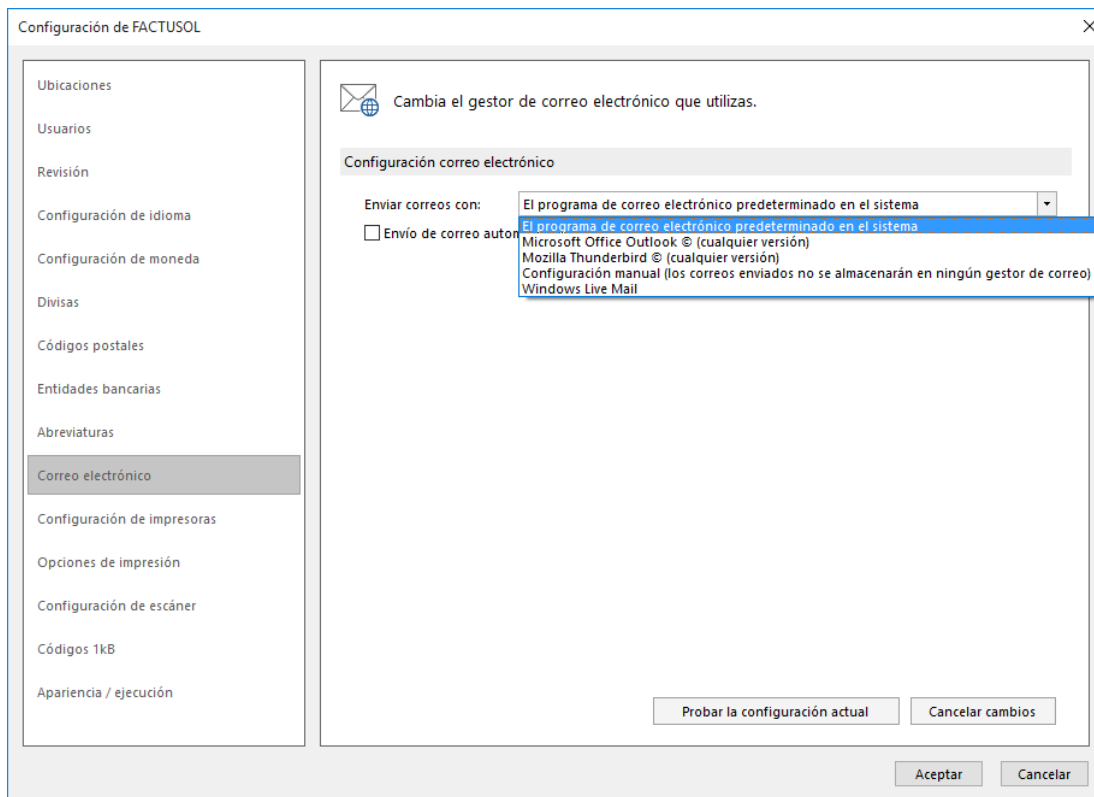 Configuración de FACTUSOL
Ubicaciones
Usuarios
Revisión
Configuración de idioma
Configuración de moneda
Divisas
Códigos postales
Entidades bancarias
Abreviaturas
Correo electrónico
Configuración de impresoras
Opciones de impresión
Configuración de escáner
Códigos 1kB
Apariencia / ejecución
Cambia el gestor de correo electrónico que utilizas.
Configuración correo electrónico
Enviar correos con: El programa de correo electrónico predeterminado en el sistema
Envío de correo
El programa de correo electrónico predeterminado en el sistema
Microsoft Office Outlook © (cualquier versión)
Mozilla Thunderbird © (cualquier versión)
Configuración manual (los correos enviados no se almacenarán en ningún gestor de correo)
Windows Live Mail
Probar la configuración actual Cancelar cambios
Aceptar Cancelar